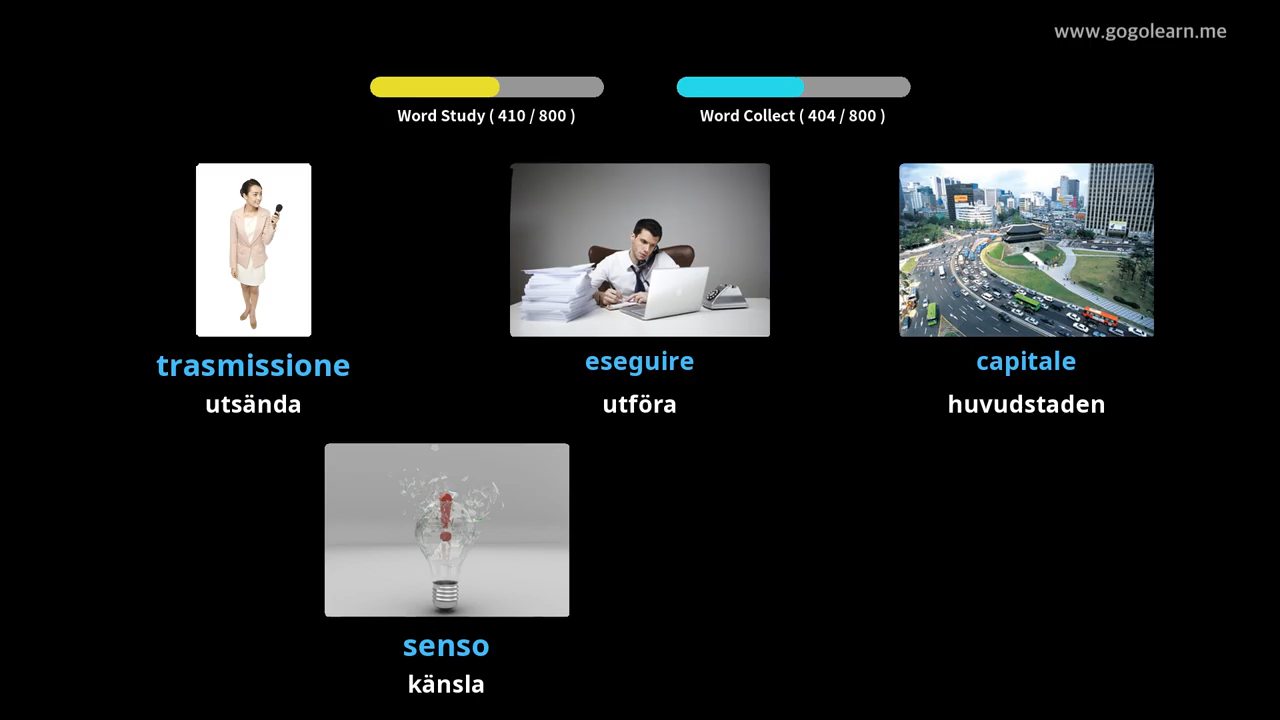 www.gogolearn.me
Word Study ( 410 / 800 )
Word Collect ( 404 / 800 )
trasmissione
utsända
eseguire
utföra
capitale
huvudstaden
senso
känsla